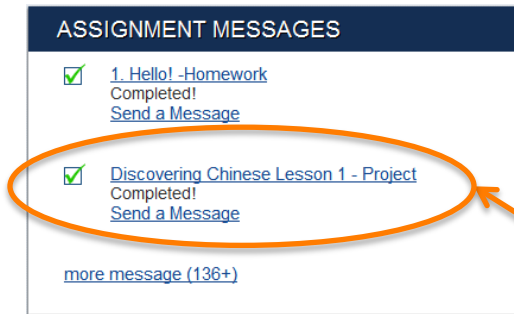 ASSIGNMENT MESSAGES
1. Hello! -Homework
Completed!
Send a Message
Discovering Chinese Lesson 1 - Project
Completed!
Send a Message
more message (136+)